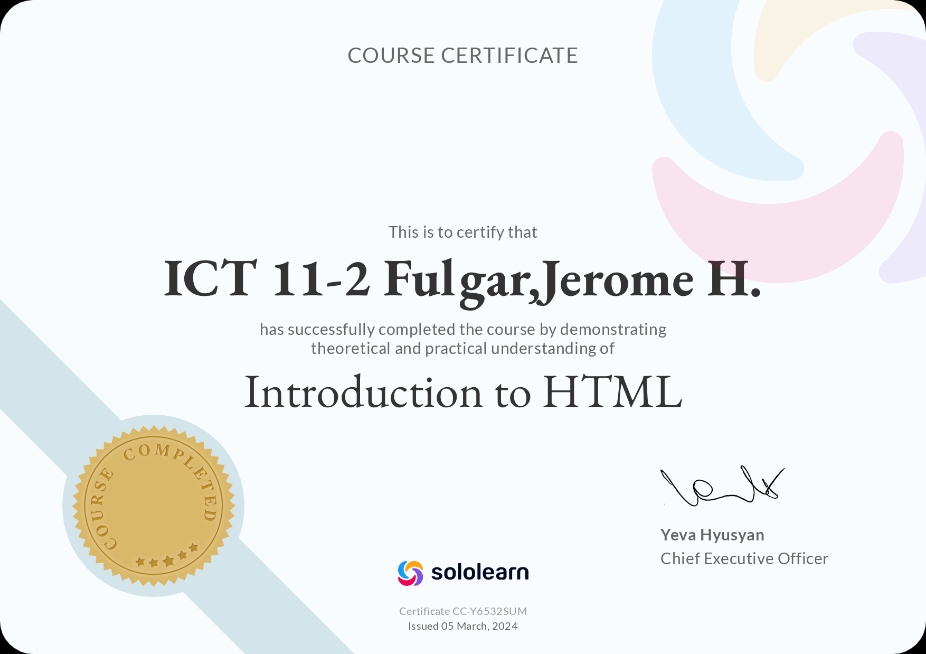 COURSE CERTIFICATE
This is to certify that
ICT 11-2 Fulgar,Jerome H.
has successfully completed the course by demonstrating
theoretical and practical understanding of
Introduction to HTML
COURSE COMPLETED
Yeva Hyusyan
Chief Executive Officer
sololearn
Certificate CC-Y6532SUM
Issued 05 March, 2024